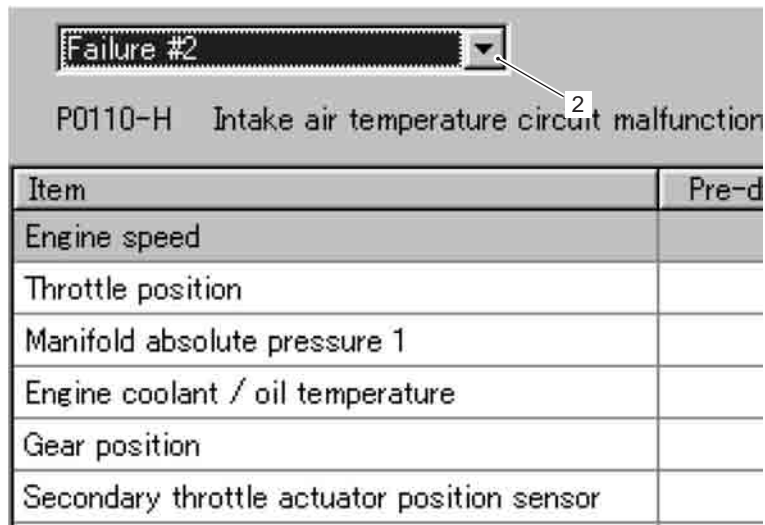 Failure #2
2
P0110-H Intake air temperature circuit malfunction
Item Pre-d
Engine speed
Throttle position
Manifold absolute pressure 1
Engine coolant / oil temperature
Gear position
Secondary throttle actuator position sensor